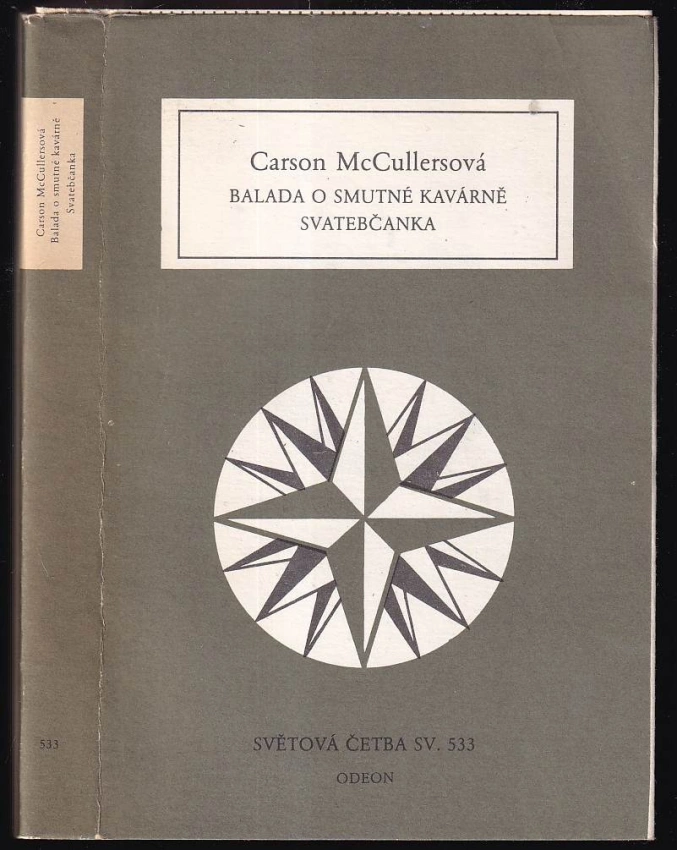 Carson McCullersová
Balada o smutné kavárně
Svatebčanka
533
Carson McCullersová
BALADA O SMUTNÉ KAVÁRNĚ
SVATEBČANKA
SVĚTOVÁ ČETBA SV. 533
ODEON